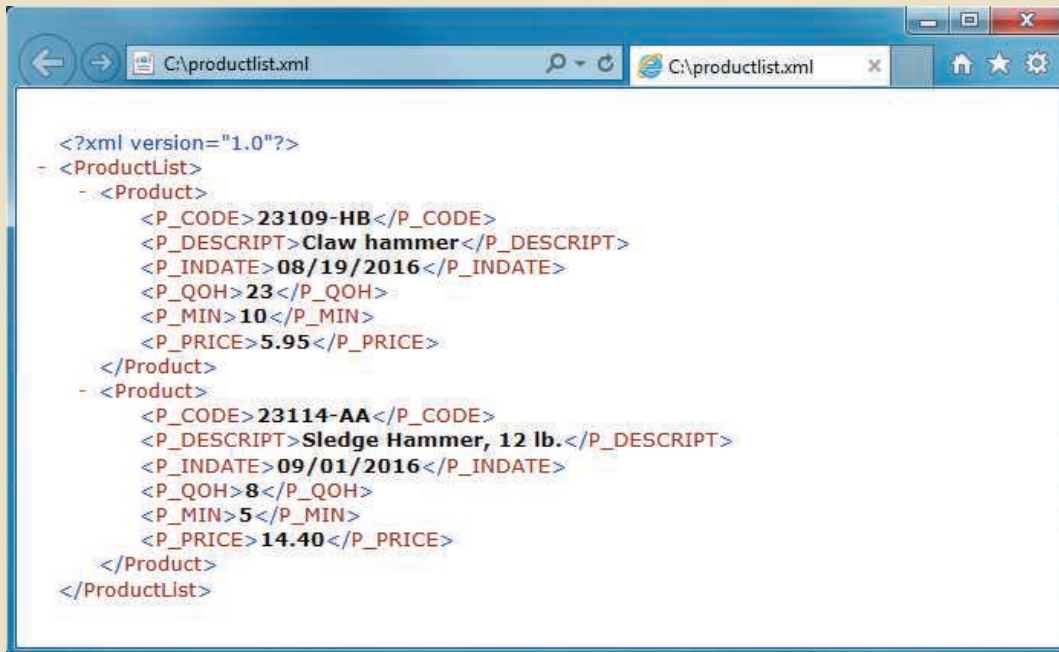 C:\productlist.xml
C:\productlist.xml
<?xml version="1.0"?>
- <ProductList>
- <Product>
<P_CODE>23109-HB</P_CODE>
<P_DESCRIPT>Claw hammer</P_DESCRIPT>
<P_INDATE>08/19/2016</P_INDATE>
<P_QOH>23</P_QOH>
<P_MIN>10</P_MIN>
<P_PRICE>5.95</P_PRICE>
</Product>
- <Product>
<P_CODE>23114-AA</P_CODE>
<P_DESCRIPT>Sledge Hammer, 12 lb.</P_DESCRIPT>
<P_INDATE>09/01/2016</P_INDATE>
<P_QOH>8</P_QOH>
<P_MIN>5</P_MIN>
<P_PRICE>14.40</P_PRICE>
</Product>
</ProductList>